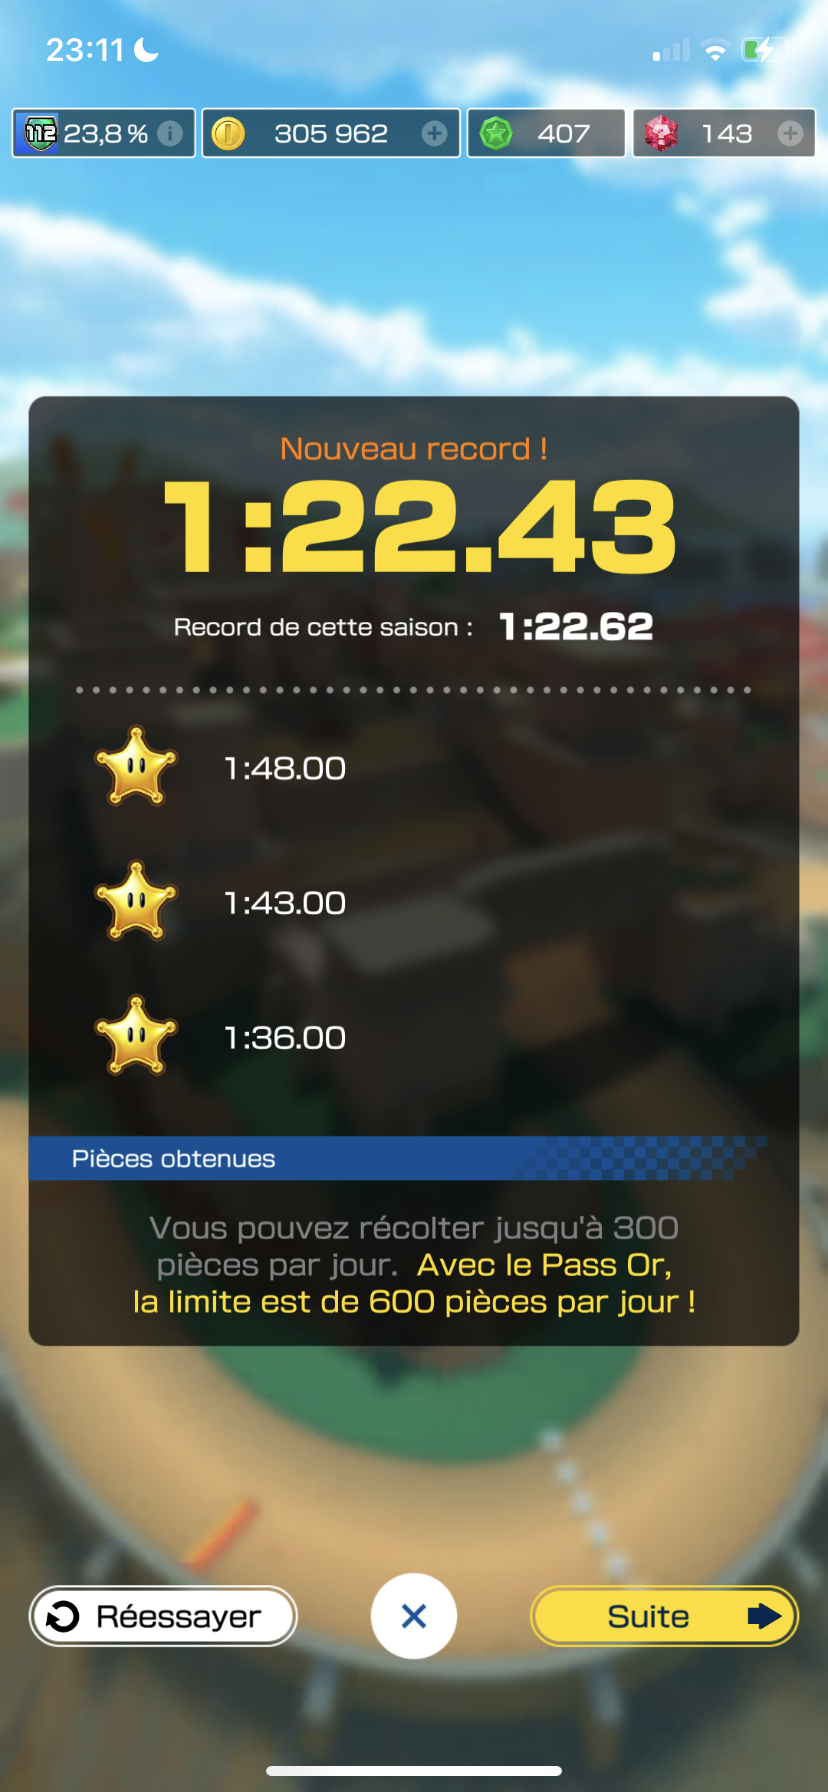 23:11
112 23,8 % i 305 962 + 407 143 +
Nouveau record !
1:22.43
Record de cette saison : 1:22.62
1:48.00
1:43.00
1:36.00
Pièces obtenues
Vous pouvez récolter jusqu'à 300
pièces par jour. Avec le Pass Or,
la limite est de 600 pièces par jour !
Réessayer
Suite